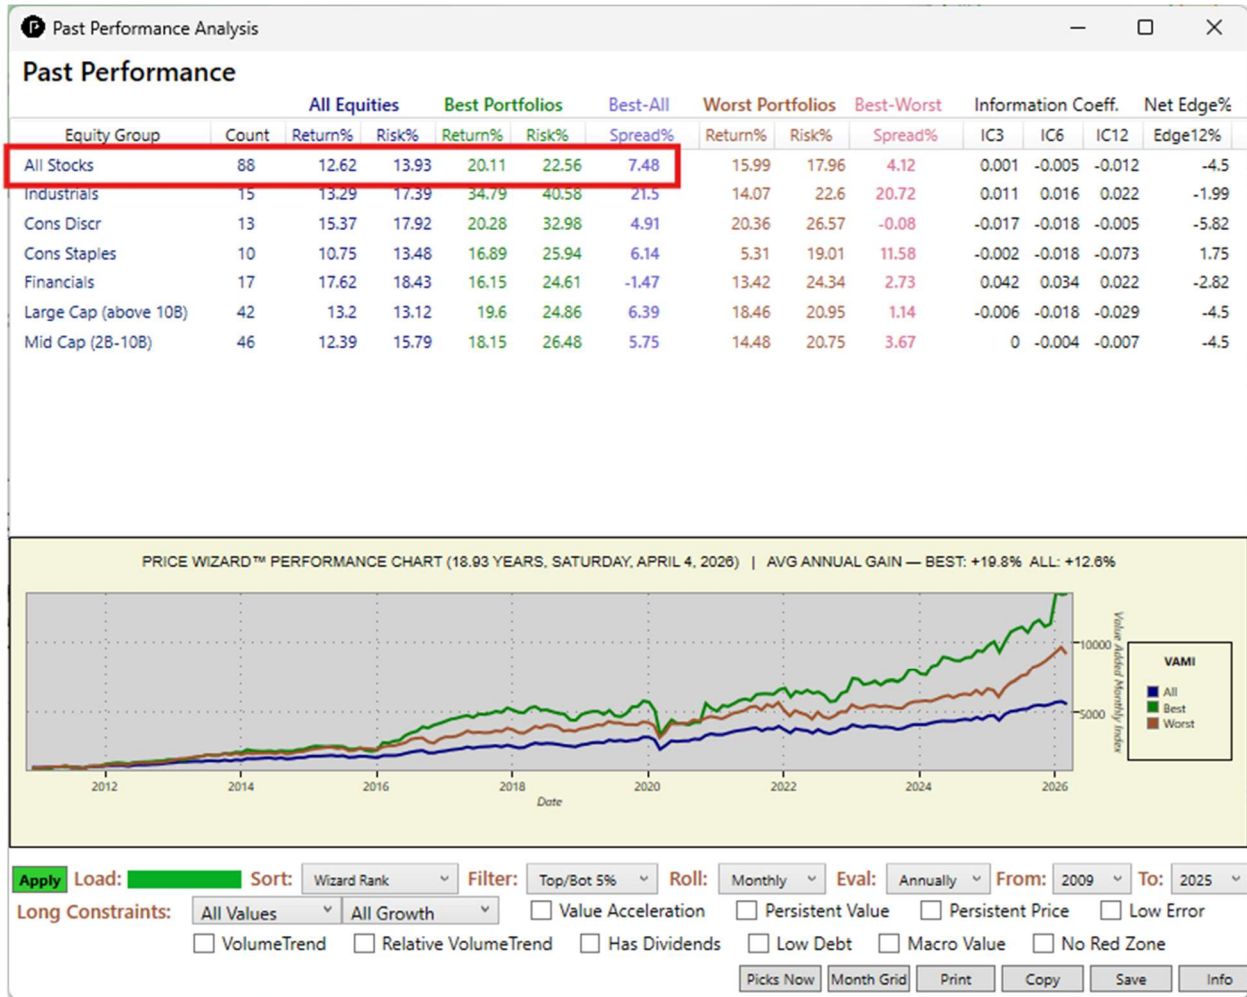 Past Performance Analysis
Past Performance
All Equities Best Portfolios Best-All Worst Portfolios Best-Worst Information Coeff. Net Edge%
Equity Group Count Return% Risk% Return% Risk% Spread% Return% Risk% Spread% IC3 IC6 IC12 Edge12%
All Stocks 88 12.62 13.93 20.11 22.56 7.48 15.99 17.96 4.12 0.001 -0.005 -0.012 -4.5
Industrials 15 13.29 17.39 34.79 40.58 21.5 14.07 22.6 20.72 0.011 0.016 0.022 -1.99
Cons Discr 13 15.37 17.92 20.28 32.98 4.91 20.36 26.57 -0.08 -0.017 -0.018 -0.005 -5.82
Cons Staples 10 10.75 13.48 16.89 25.94 6.14 5.31 19.01 11.58 -0.002 -0.018 -0.073 1.75
Financials 17 17.62 18.43 16.15 24.61 -1.47 13.42 24.34 2.73 0.042 0.034 0.022 -2.82
Large Cap (above 10B) 42 13.2 13.12 19.6 24.86 6.39 18.46 20.95 1.14 -0.006 -0.018 -0.029 -4.5
Mid Cap (2B-10B) 46 12.39 15.79 18.15 26.48 5.75 14.48 20.75 3.67 0 -0.004 -0.007 -4.5
PRICE WIZARD™ PERFORMANCE CHART (18.93 YEARS, SATURDAY, APRIL 4, 2026) | AVG ANNUAL GAIN — BEST: +19.8% ALL: +12.6%
10000
5000
Value Added Monthly Index
VAMI
All
Best
Worst
2012 2014 2016 2018 2020 2022 2024 2026
Date
Apply Load: Sort: Wizard Rank Filter: Top/Bot 5% Roll: Monthly Eval: Annually From: 2009 To: 2025
Long Constraints: All Values All Growth Value Acceleration Persistent Value Persistent Price Low Error
VolumeTrend Relative VolumeTrend Has Dividends Low Debt Macro Value No Red Zone
Picks Now Month Grid Print Copy Save Info